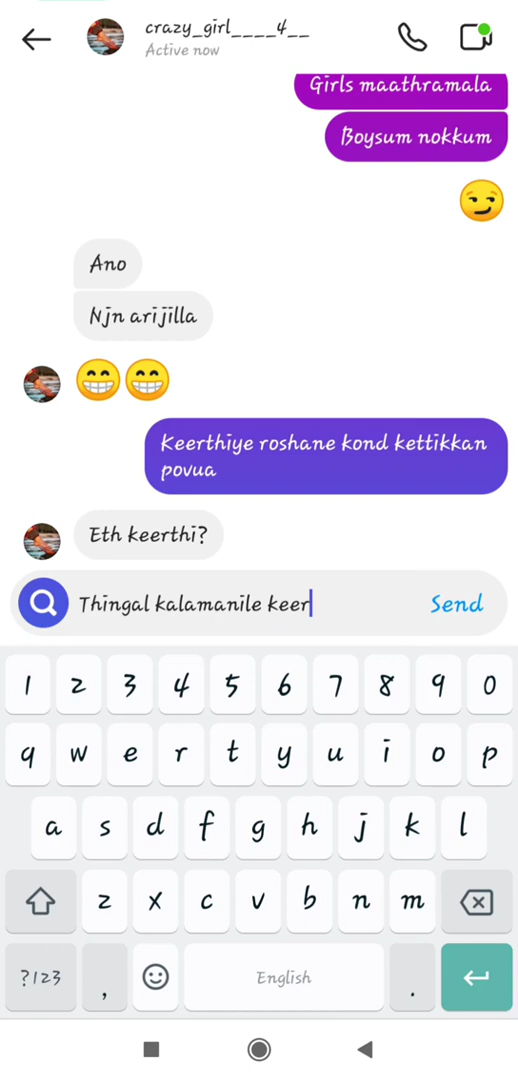 crazy_girl____4__
Active now
Girls maathramala
Boysum nokkum
Ano
Njn arijilla
Keerthiye roshane kond kettikkan
povua
Eth keerthi?
Thingal kalamanile keer
Send
1 2 3 4 5 6 7 8 9 0
q w e r t y u i o p
a s d f g h j k l
z x c v b n m
?123 , English .